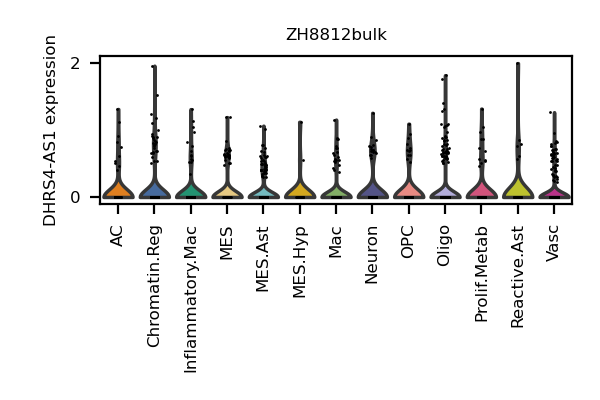 ZH8812bulk
DHRS4-AS1 expression
2
0
AC
Chromatin.Reg
Inflammatory.Mac
MES
MES.Ast
MES.Hyp
Mac
Neuron
OPC
Oligo
Prolif.Metab
Reactive.Ast
Vasc